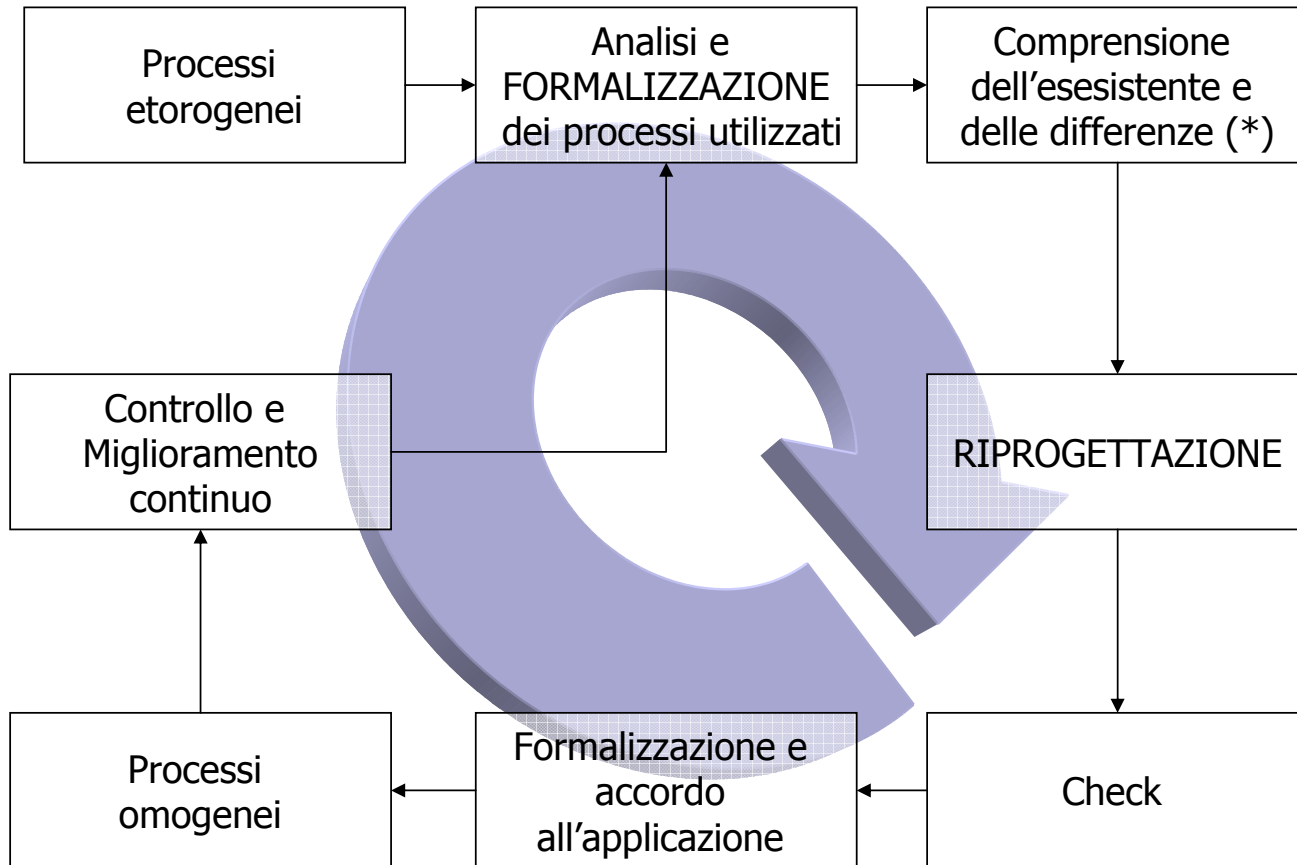 Processi
etorogenei
Analisi e
FORMALIZZAZIONE
dei processi utilizzati
Comprensione
dell’esesistente e
delle differenze (*)
Controllo e
Miglioramento
continuo
RIPROGETTAZIONE
Processi
omogenei
Formalizzazione e
accordo
all’applicazione
Check